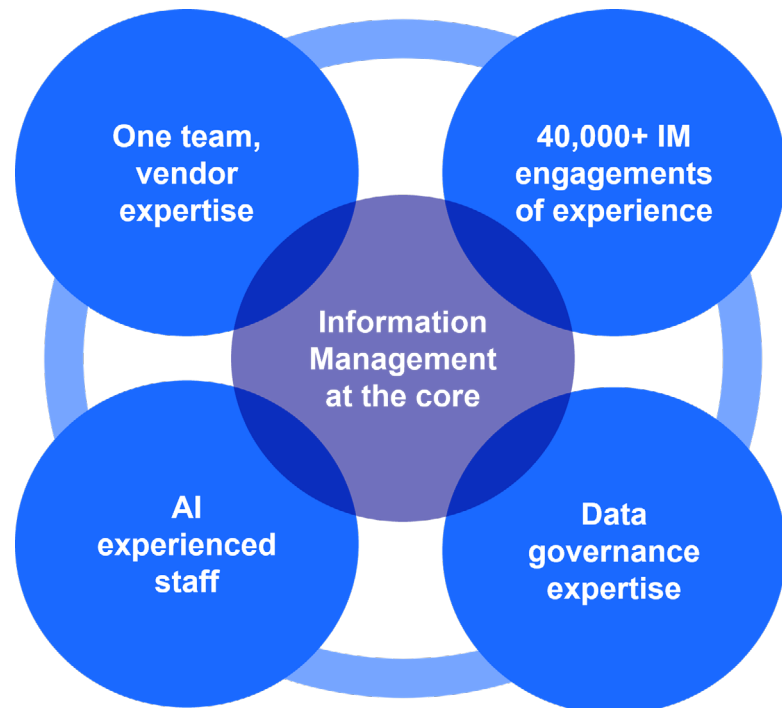 One team,
vendor
expertise
40,000+ IM
engagements
of experience
Information
Management
at the core
AI
experienced
staff
Data
governance
expertise